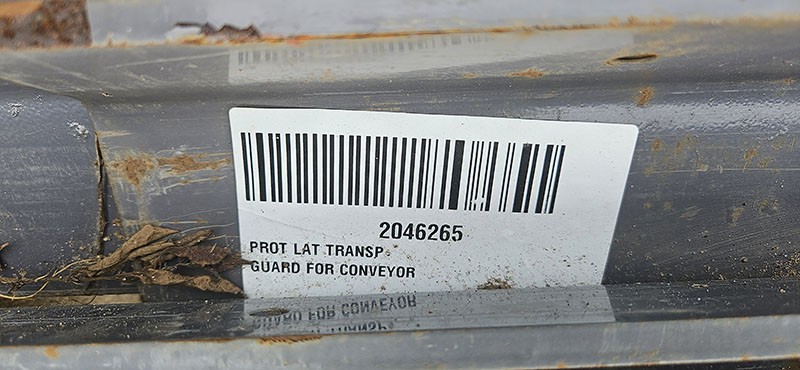 2046265
PROT LAT TRANSP
GUARD FOR CONVEYOR